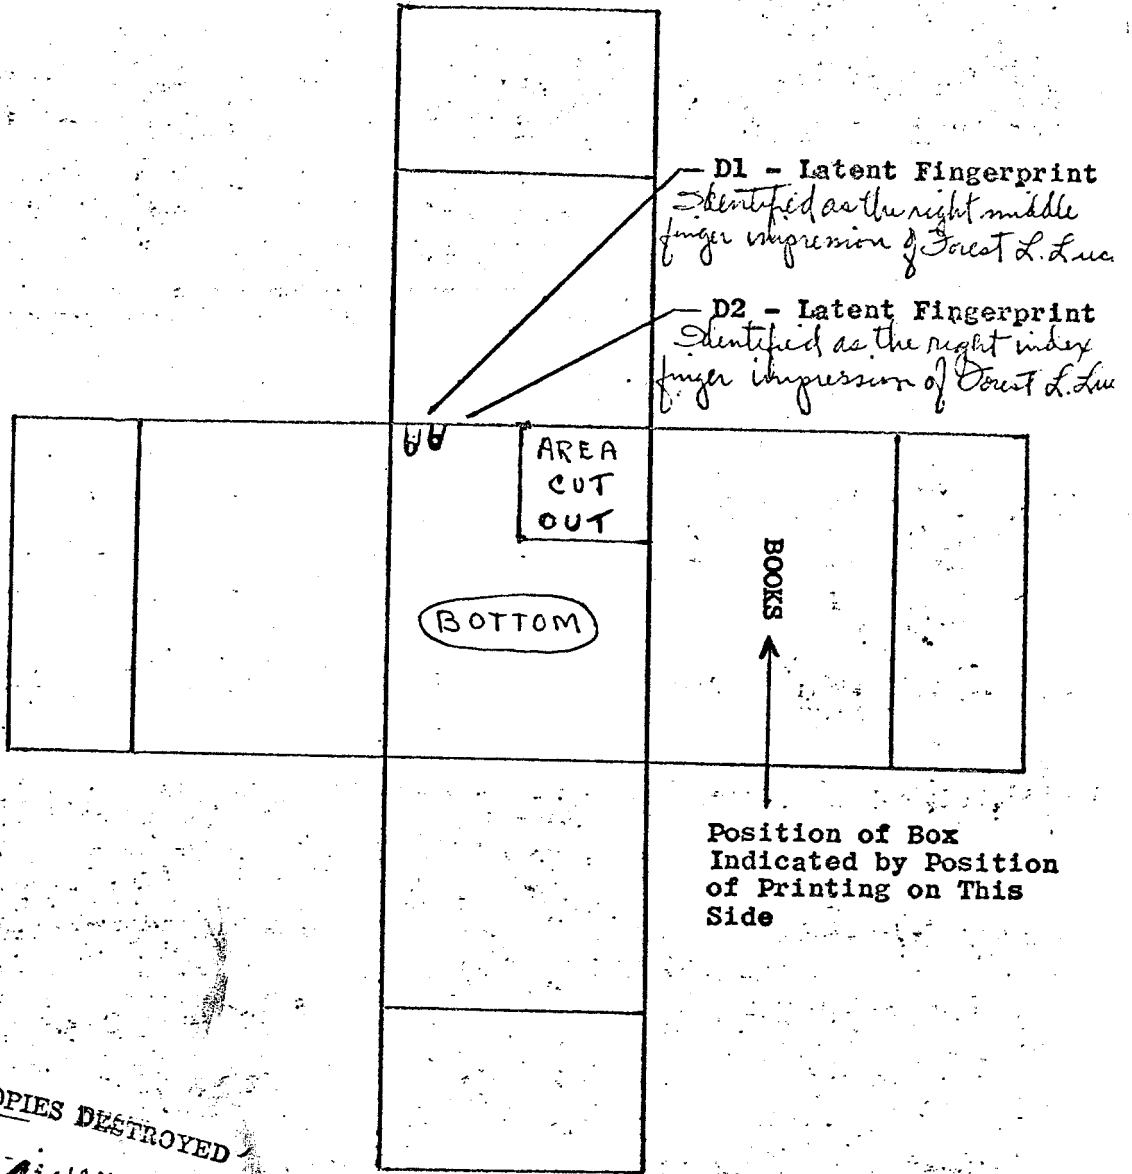 D1 - Latent Fingerprint
Identified as the right middle
finger impression of Forest L. Luc
D2 - Latent Fingerprint
Identified as the right index
finger impression of Forest L. Luc
AREA
CUT
OUT
BOOKS
BOTTOM
Position of Box
Indicated by Position
of Printing on This
Side
OPIES DESTROYED